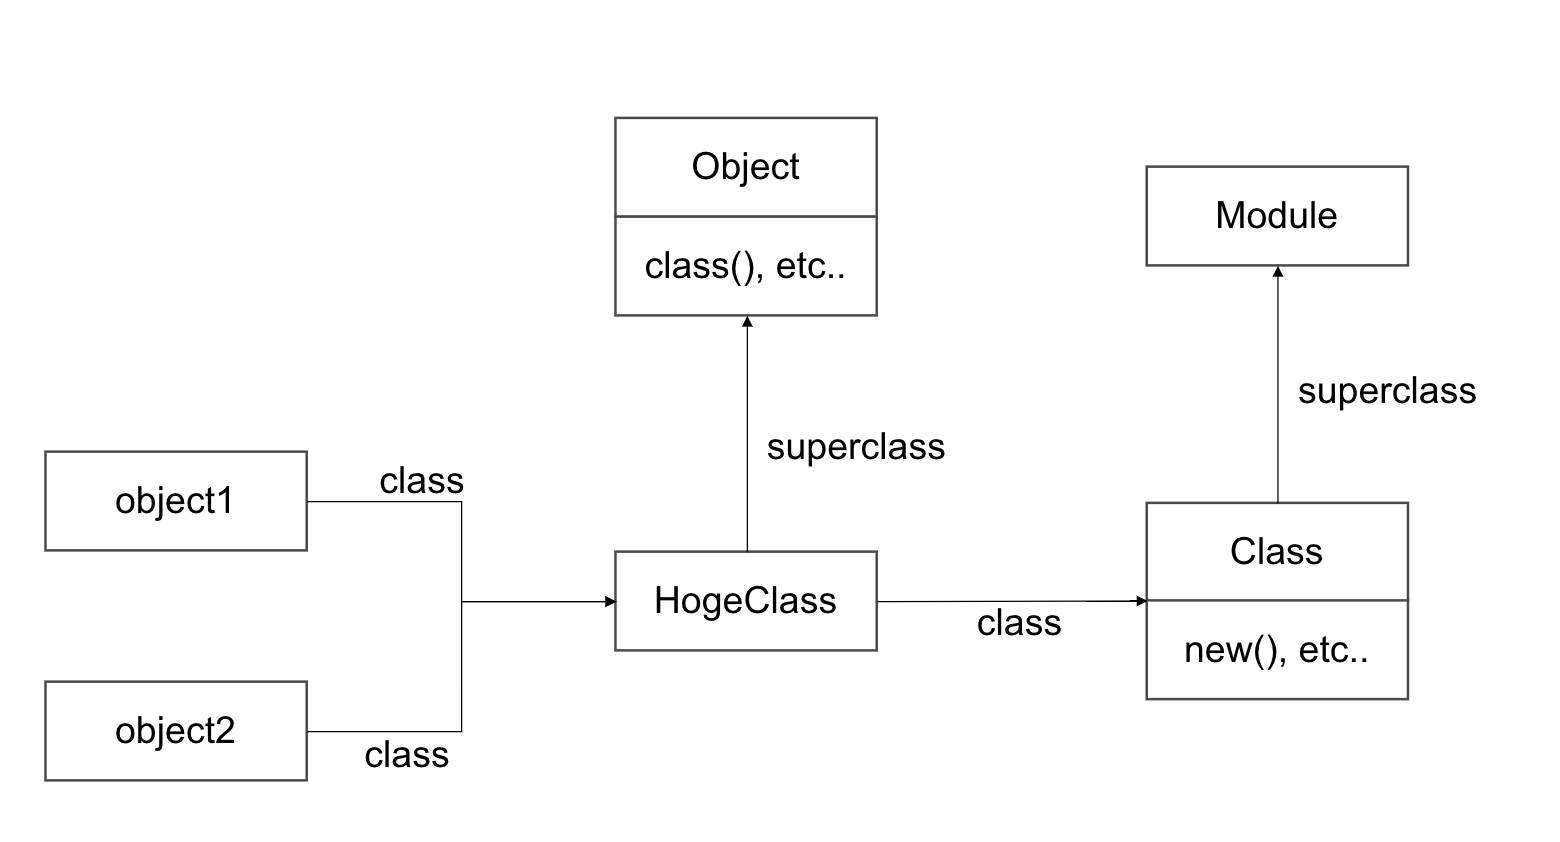 Object
class(), etc..
Module
superclass
superclass
object1
class
HogeClass
class
Class
new(), etc..
object2
class